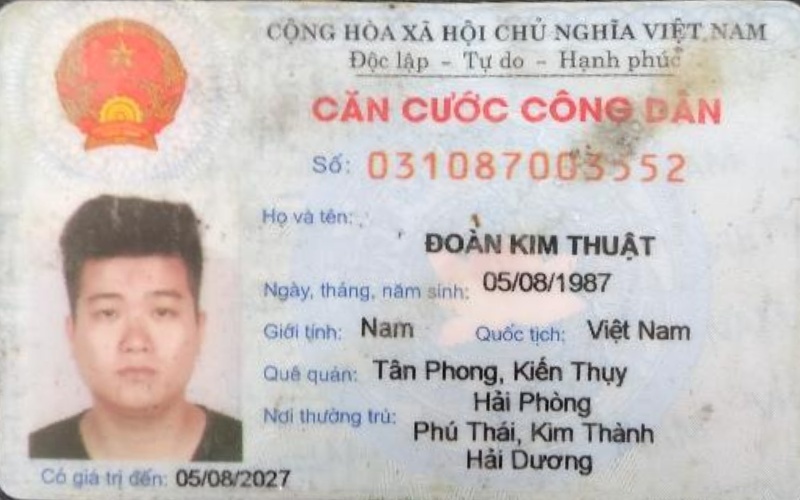 CỘNG HÒA XÃ HỘI CHỦ NGHĨA VIỆT NAM
Độc lập - Tự do - Hạnh phúc
CĂN CƯỚC CÔNG DÂN
Số: 031087003552
Họ và tên:
ĐOÀN KIM THUẬT
Ngày, tháng, năm sinh: 05/08/1987
Giới tính: Nam Quốc tịch: Việt Nam
Quê quán: Tân Phong, Kiến Thụy
Hải Phòng
Nơi thường trú: Phú Thái, Kim Thành
Hải Dương
Có giá trị đến: 05/08/2027